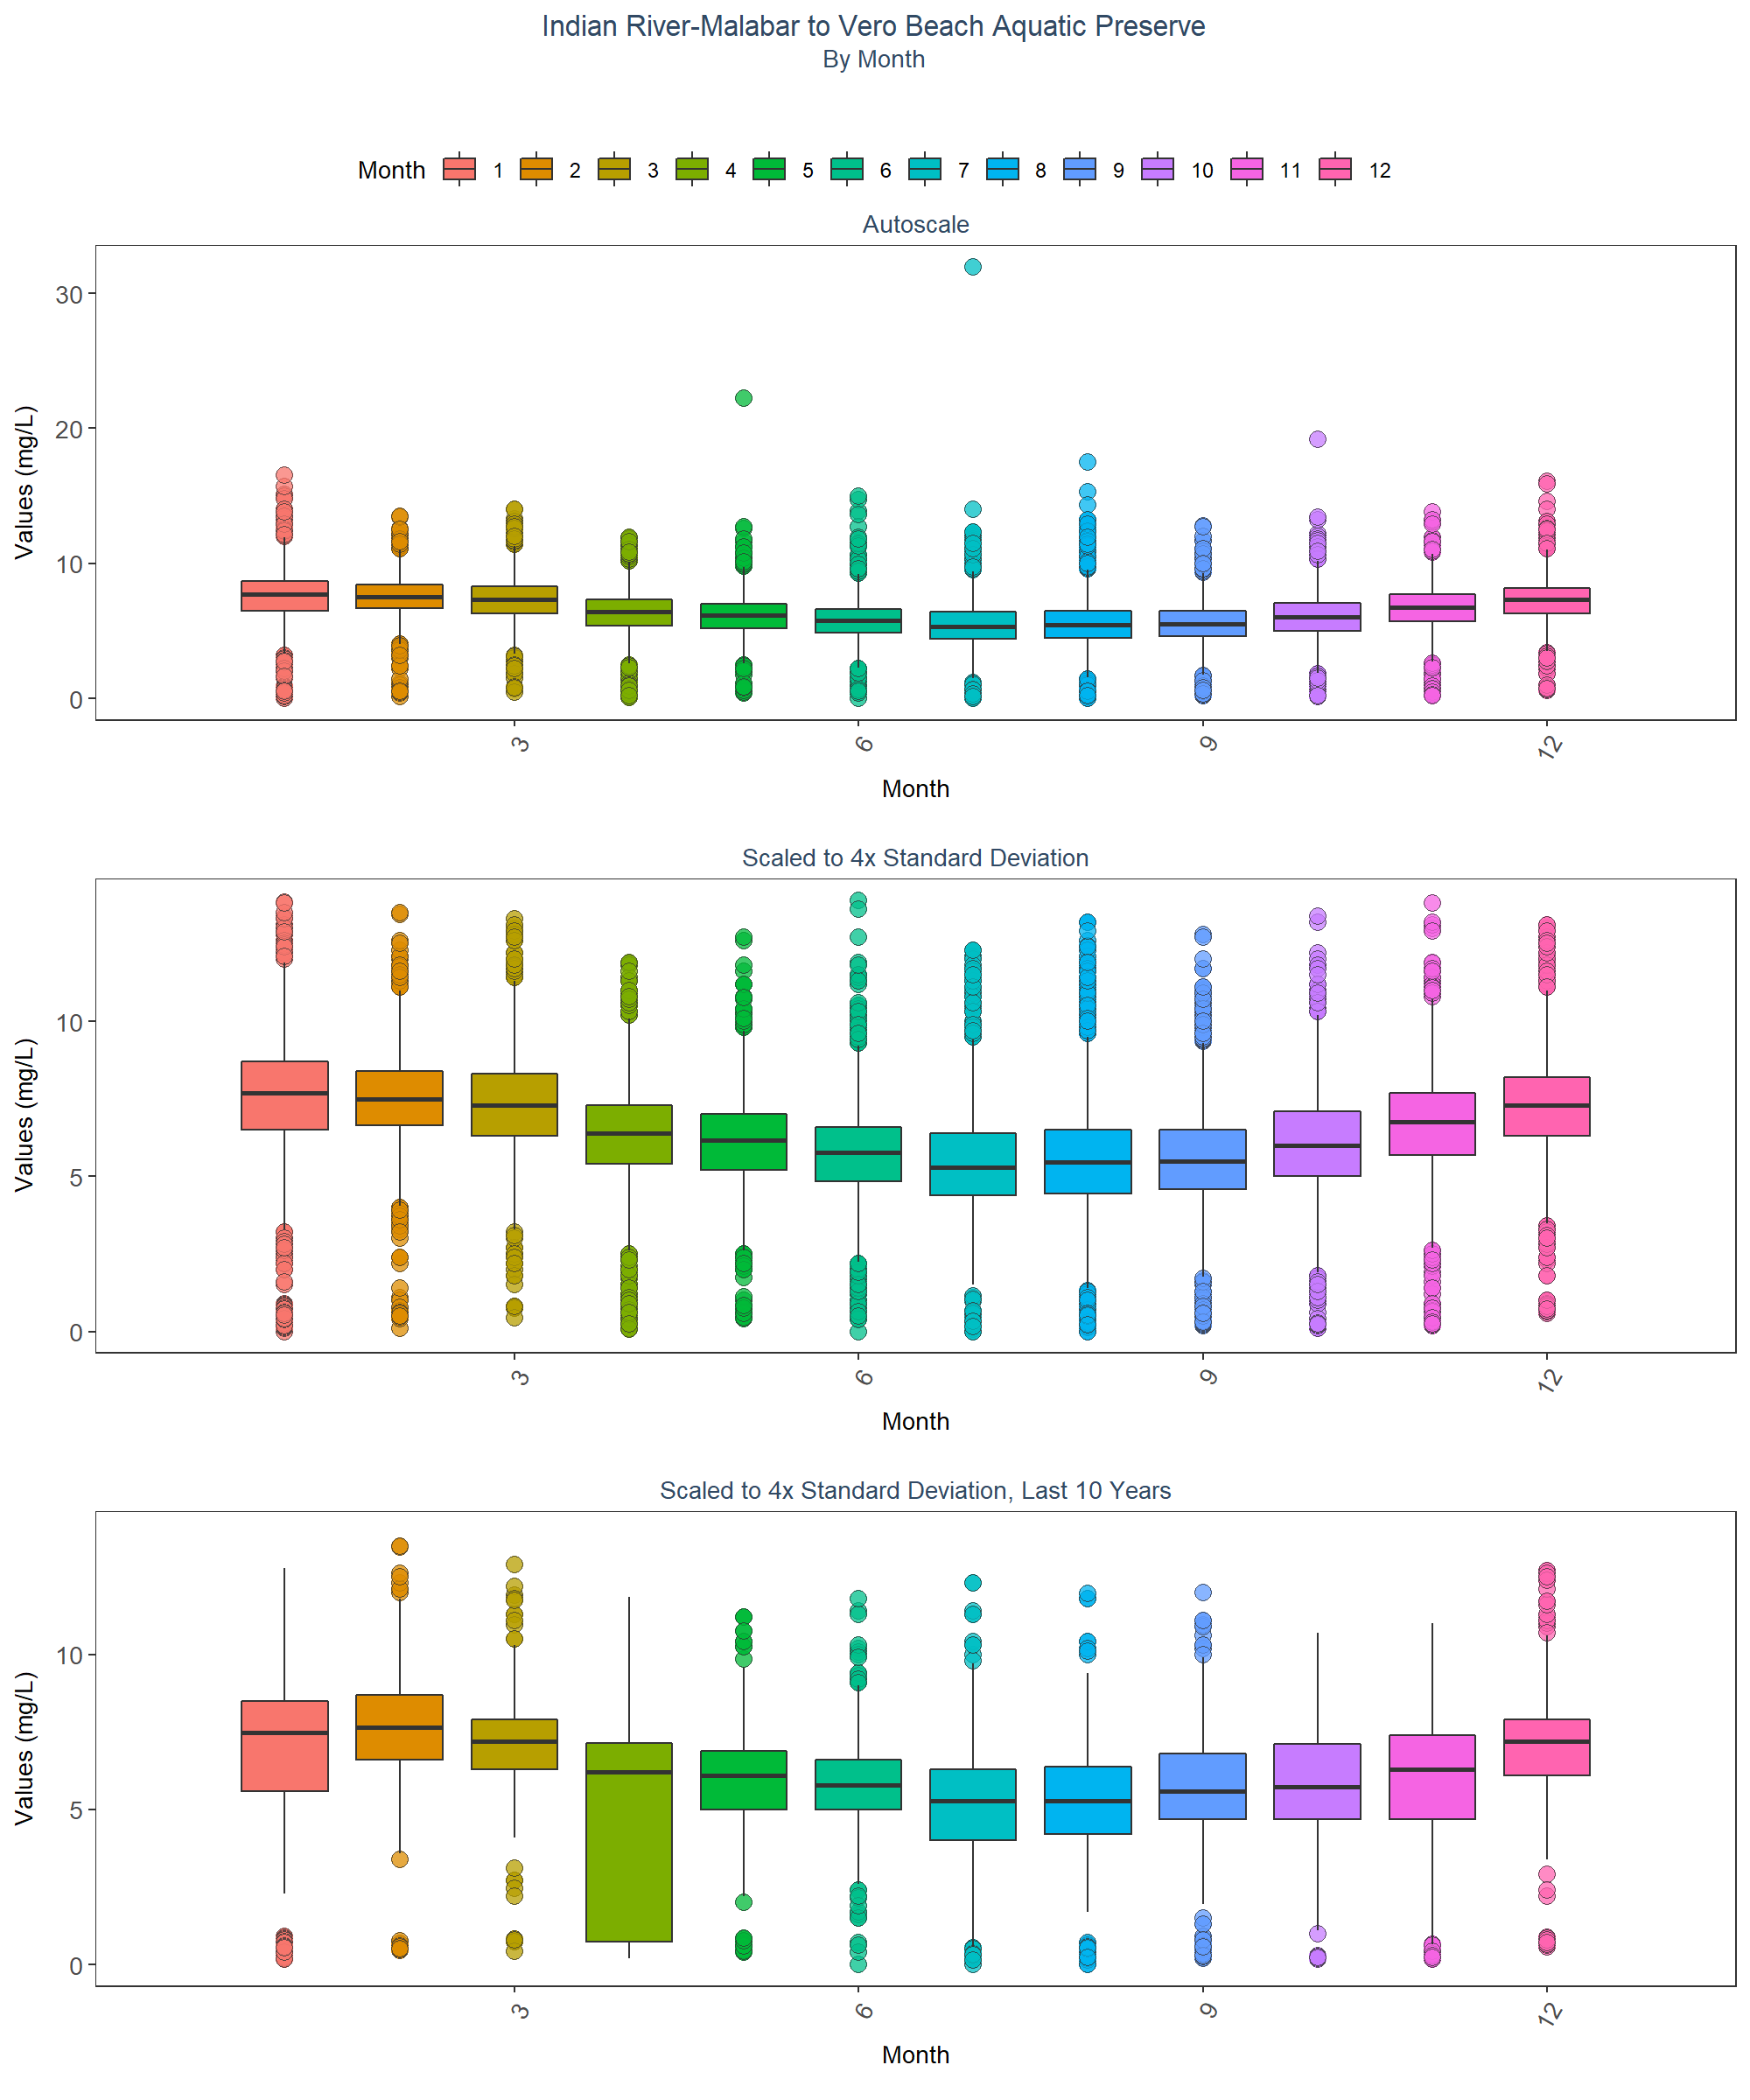 Indian River-Malabar to Vero Beach Aquatic Preserve
By Month
Month 1 2 3 4 5 6 7 8 9 10 11 12
Autoscale
Values (mg/L)
30
20
10
0
3 6 9 12
Month
Scaled to 4x Standard Deviation
Values (mg/L)
10
5
0
3 6 9 12
Month
Scaled to 4x Standard Deviation, Last 10 Years
Values (mg/L)
10
5
0
3 6 9 12
Month